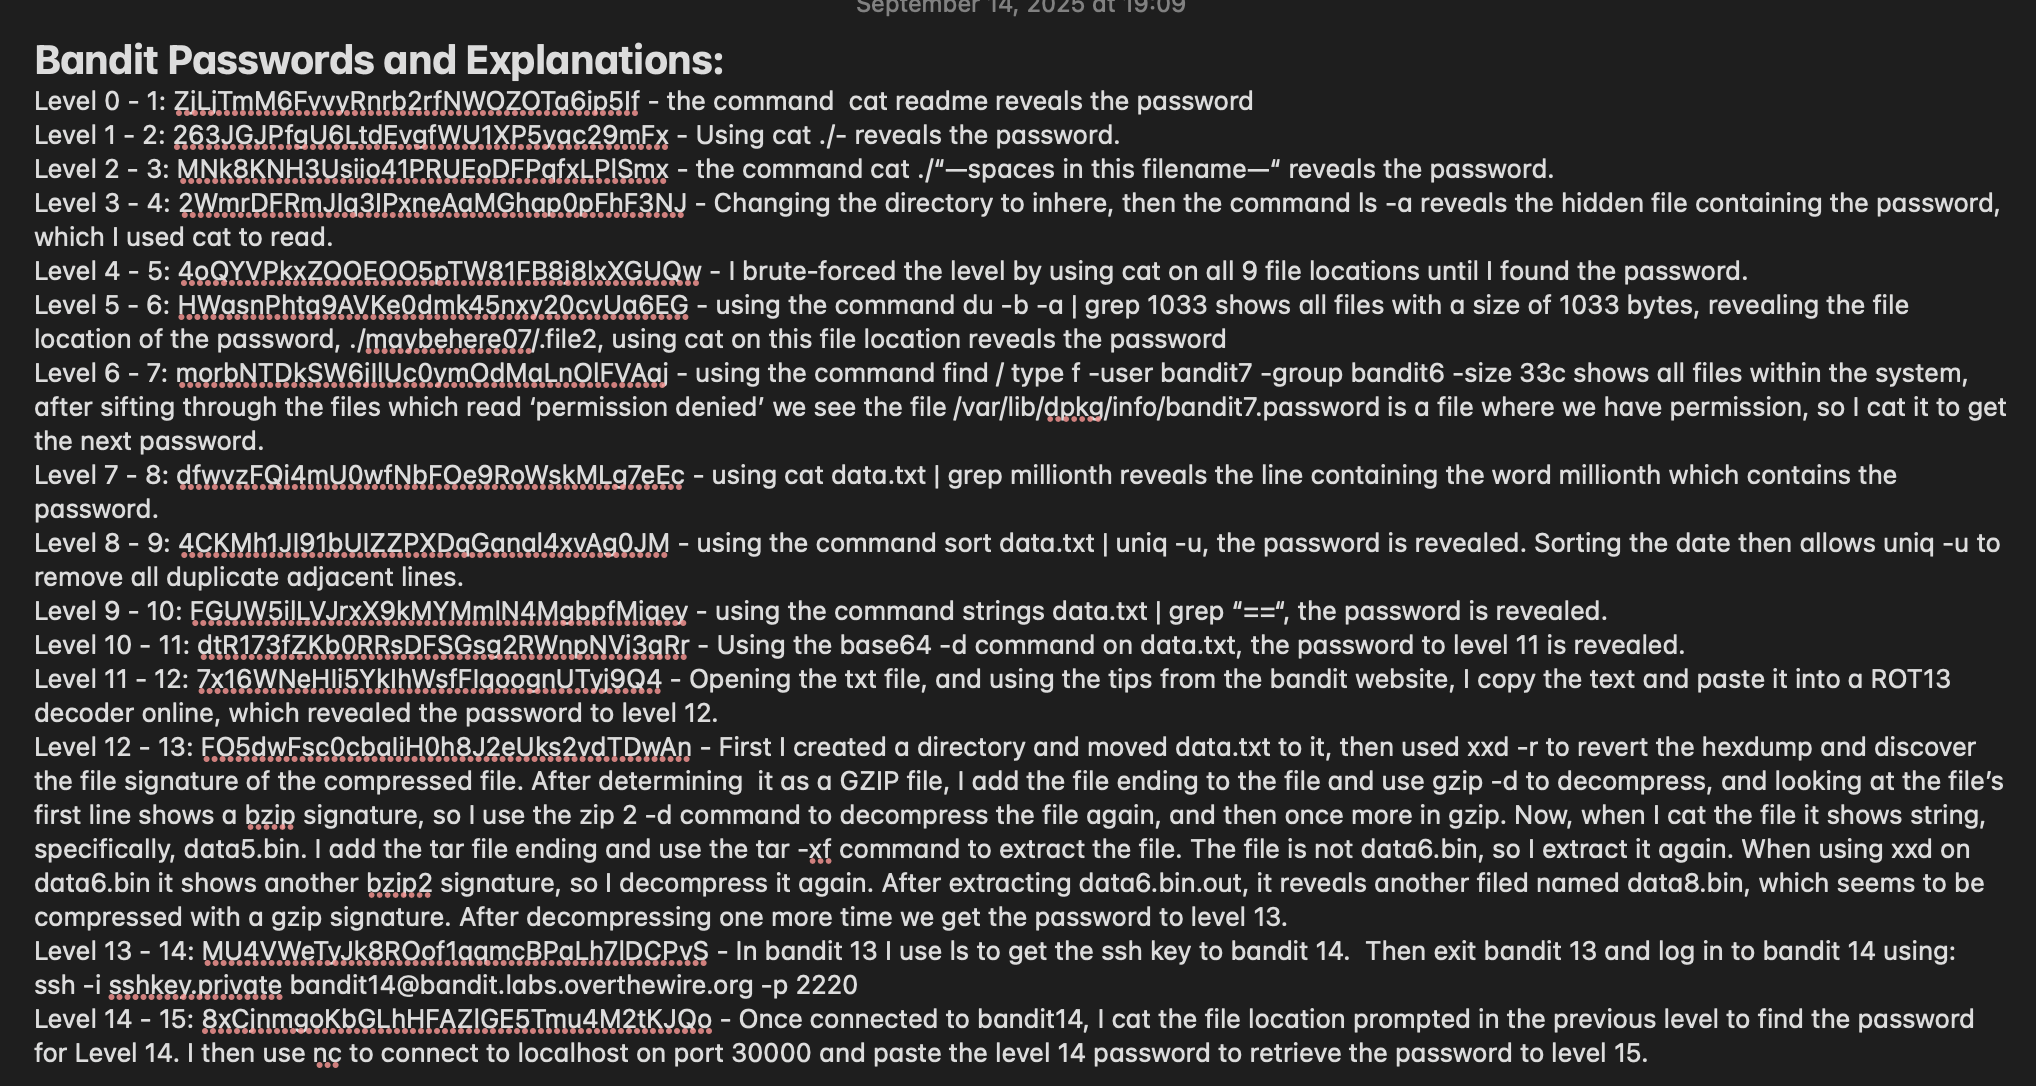 September 14, 2025 at 19:09
Bandit Passwords and Explanations:
Level 0 - 1: ZjLjTmM6FvvyRnrb2rfNWOZOTa6ip5If - the command  cat readme reveals the password
Level 1 - 2: 263JGJPfgU6LtdEvgfWU1XP5yac29mFx - Using cat ./- reveals the password.
Level 2 - 3: MNk8KNH3Usiio41PRUEoDFPqfxLPlSmx - the command cat ./“—spaces in this filename—“ reveals the password.
Level 3 - 4: 2WmrDFRmJIq3IPxneAaMGhap0pFhF3NJ - Changing the directory to inhere, then the command ls -a reveals the hidden file containing the password,
which I used cat to read.
Level 4 - 5: 4oQYVPkxZOOEOO5pTW81FB8j8lxXGUQw - I brute-forced the level by using cat on all 9 file locations until I found the password.
Level 5 - 6: HWasnPhtq9AVKe0dmk45nxy20cvUa6EG - using the command du -b -a | grep 1033 shows all files with a size of 1033 bytes, revealing the file
location of the password, ./maybehere07/.file2, using cat on this file location reveals the password
Level 6 - 7: morbNTDkSW6jIlUc0ymOdMaLnOlFVAaj - using the command find / type f -user bandit7 -group bandit6 -size 33c shows all files within the system,
after sifting through the files which read ‘permission denied’ we see the file /var/lib/dpkg/info/bandit7.password is a file where we have permission, so I cat it to get
the next password.
Level 7 - 8: dfwvzFQi4mU0wfNbFOe9RoWskMLg7eEc - using cat data.txt | grep millionth reveals the line containing the word millionth which contains the
password.
Level 8 - 9: 4CKMh1JI91bUIZZPXDqGanal4xvAg0JM - using the command sort data.txt | uniq -u, the password is revealed. Sorting the date then allows uniq -u to
remove all duplicate adjacent lines.
Level 9 - 10: FGUW5ilLVJrxX9kMYMmlN4MgbpfMiqey - using the command strings data.txt | grep “==“, the password is revealed.
Level 10 - 11: dtR173fZKb0RRsDFSGsg2RWnpNVj3qRr - Using the base64 -d command on data.txt, the password to level 11 is revealed.
Level 11 - 12: 7x16WNeHIi5YkIhWsfFIqoognUTyj9Q4 - Opening the txt file, and using the tips from the bandit website, I copy the text and paste it into a ROT13
decoder online, which revealed the password to level 12.
Level 12 - 13: FO5dwFsc0cbaIiH0h8J2eUks2vdTDwAn - First I created a directory and moved data.txt to it, then used xxd -r to revert the hexdump and discover
the file signature of the compressed file. After determining  it as a GZIP file, I add the file ending to the file and use gzip -d to decompress, and looking at the file’s
first line shows a bzip signature, so I use the zip 2 -d command to decompress the file again, and then once more in gzip. Now, when I cat the file it shows string,
specifically, data5.bin. I add the tar file ending and use the tar -xf command to extract the file. The file is not data6.bin, so I extract it again. When using xxd on
data6.bin it shows another bzip2 signature, so I decompress it again. After extracting data6.bin.out, it reveals another filed named data8.bin, which seems to be
compressed with a gzip signature. After decompressing one more time we get the password to level 13.
Level 13 - 14: MU4VWeTyJk8ROof1qqmcBPaLh7lDCPvS - In bandit 13 I use ls to get the ssh key to bandit 14.  Then exit bandit 13 and log in to bandit 14 using:
ssh -i sshkey.private bandit14@bandit.labs.overthewire.org -p 2220
Level 14 - 15: 8xCjnmgoKbGLhHFAZlGE5Tmu4M2tKJQo - Once connected to bandit14, I cat the file location prompted in the previous level to find the password
for Level 14. I then use nc to connect to localhost on port 30000 and paste the level 14 password to retrieve the password to level 15.